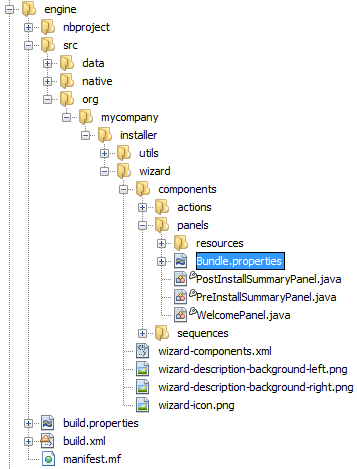 engine
nbproject
src
data
native
org
mycompany
installer
utils
wizard
components
actions
panels
resources
Bundle.properties
PostInstallSummaryPanel.java
PreInstallSummaryPanel.java
WelcomePanel.java
sequences
wizard-components.xml
wizard-description-background-left.png
wizard-description-background-right.png
wizard-icon.png
build.properties
build.xml
manifest.mf